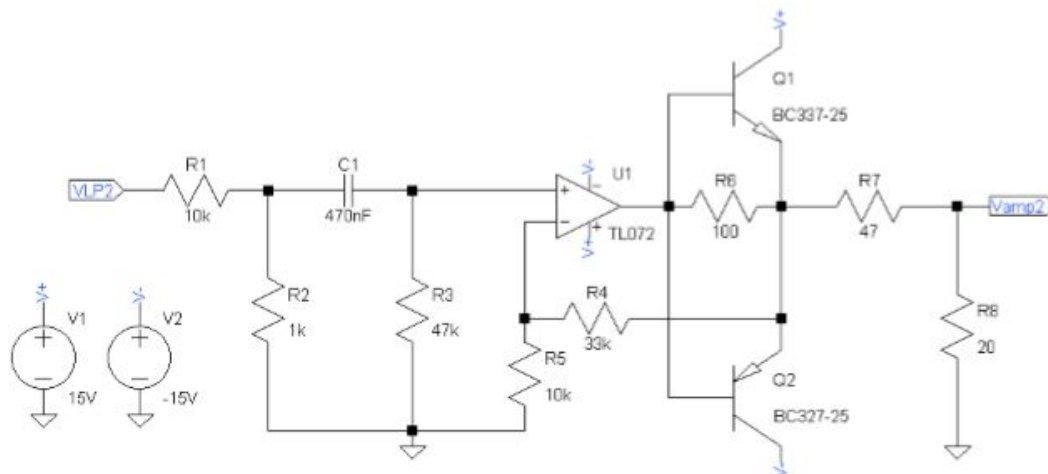 V+
Q1
BC337-25
VLP2
R1
10k
C1
470nF
V-
U1
+
−
−
+
TL072
V+
R6
100
R7
47
Vamp2
R2
1k
R3
47k
R4
33k
R5
10k
R8
20
V+
V1
+
−
15V
V-
V2
+
−
-15V
Q2
BC327-25
V-